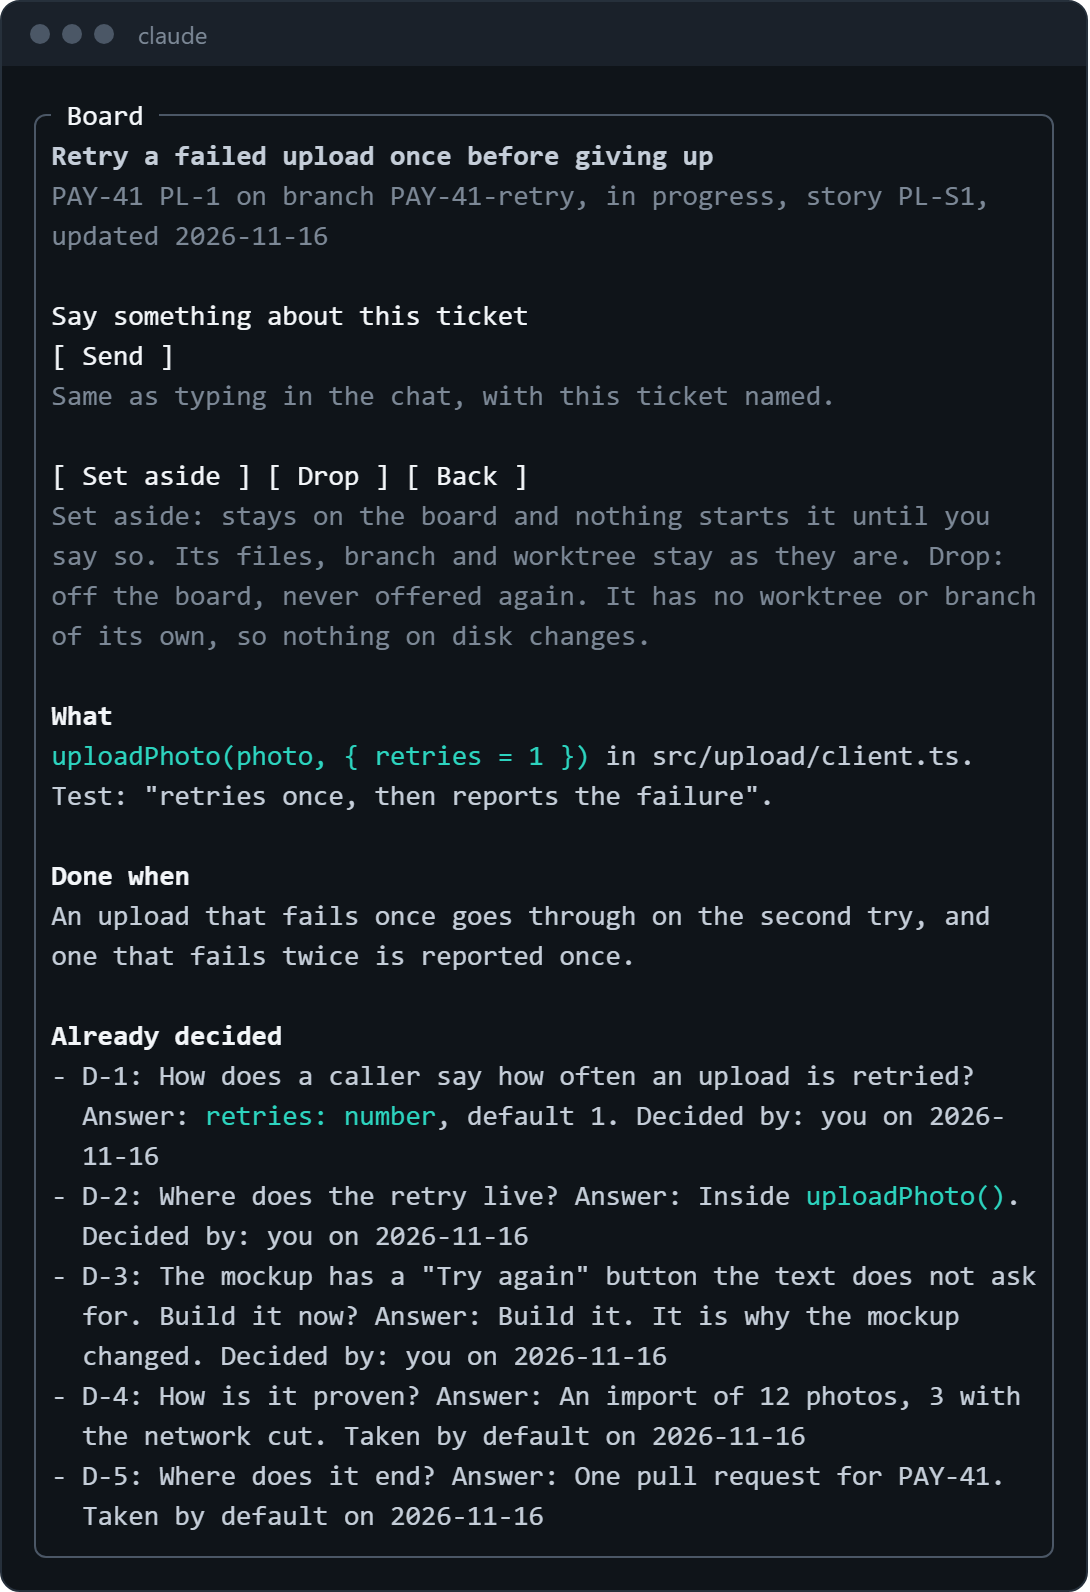 claude
Board
Retry a failed upload once before giving up
PAY-41 PL-1 on branch PAY-41-retry, in progress, story PL-S1,
updated 2026-11-16
Say something about this ticket
[ Send ]
Same as typing in the chat, with this ticket named.
[ Set aside ] [ Drop ] [ Back ]
Set aside: stays on the board and nothing starts it until you
say so. Its files, branch and worktree stay as they are. Drop:
off the board, never offered again. It has no worktree or branch
of its own, so nothing on disk changes.
What
uploadPhoto(photo, { retries = 1 }) in src/upload/client.ts.
Test: "retries once, then reports the failure".
Done when
An upload that fails once goes through on the second try, and
one that fails twice is reported once.
Already decided
- D-1: How does a caller say how often an upload is retried?
Answer: retries: number, default 1. Decided by: you on 2026-
11-16
- D-2: Where does the retry live? Answer: Inside uploadPhoto().
Decided by: you on 2026-11-16
- D-3: The mockup has a "Try again" button the text does not ask
for. Build it now? Answer: Build it. It is why the mockup
changed. Decided by: you on 2026-11-16
- D-4: How is it proven? Answer: An import of 12 photos, 3 with
the network cut. Taken by default on 2026-11-16
- D-5: Where does it end? Answer: One pull request for PAY-41.
Taken by default on 2026-11-16